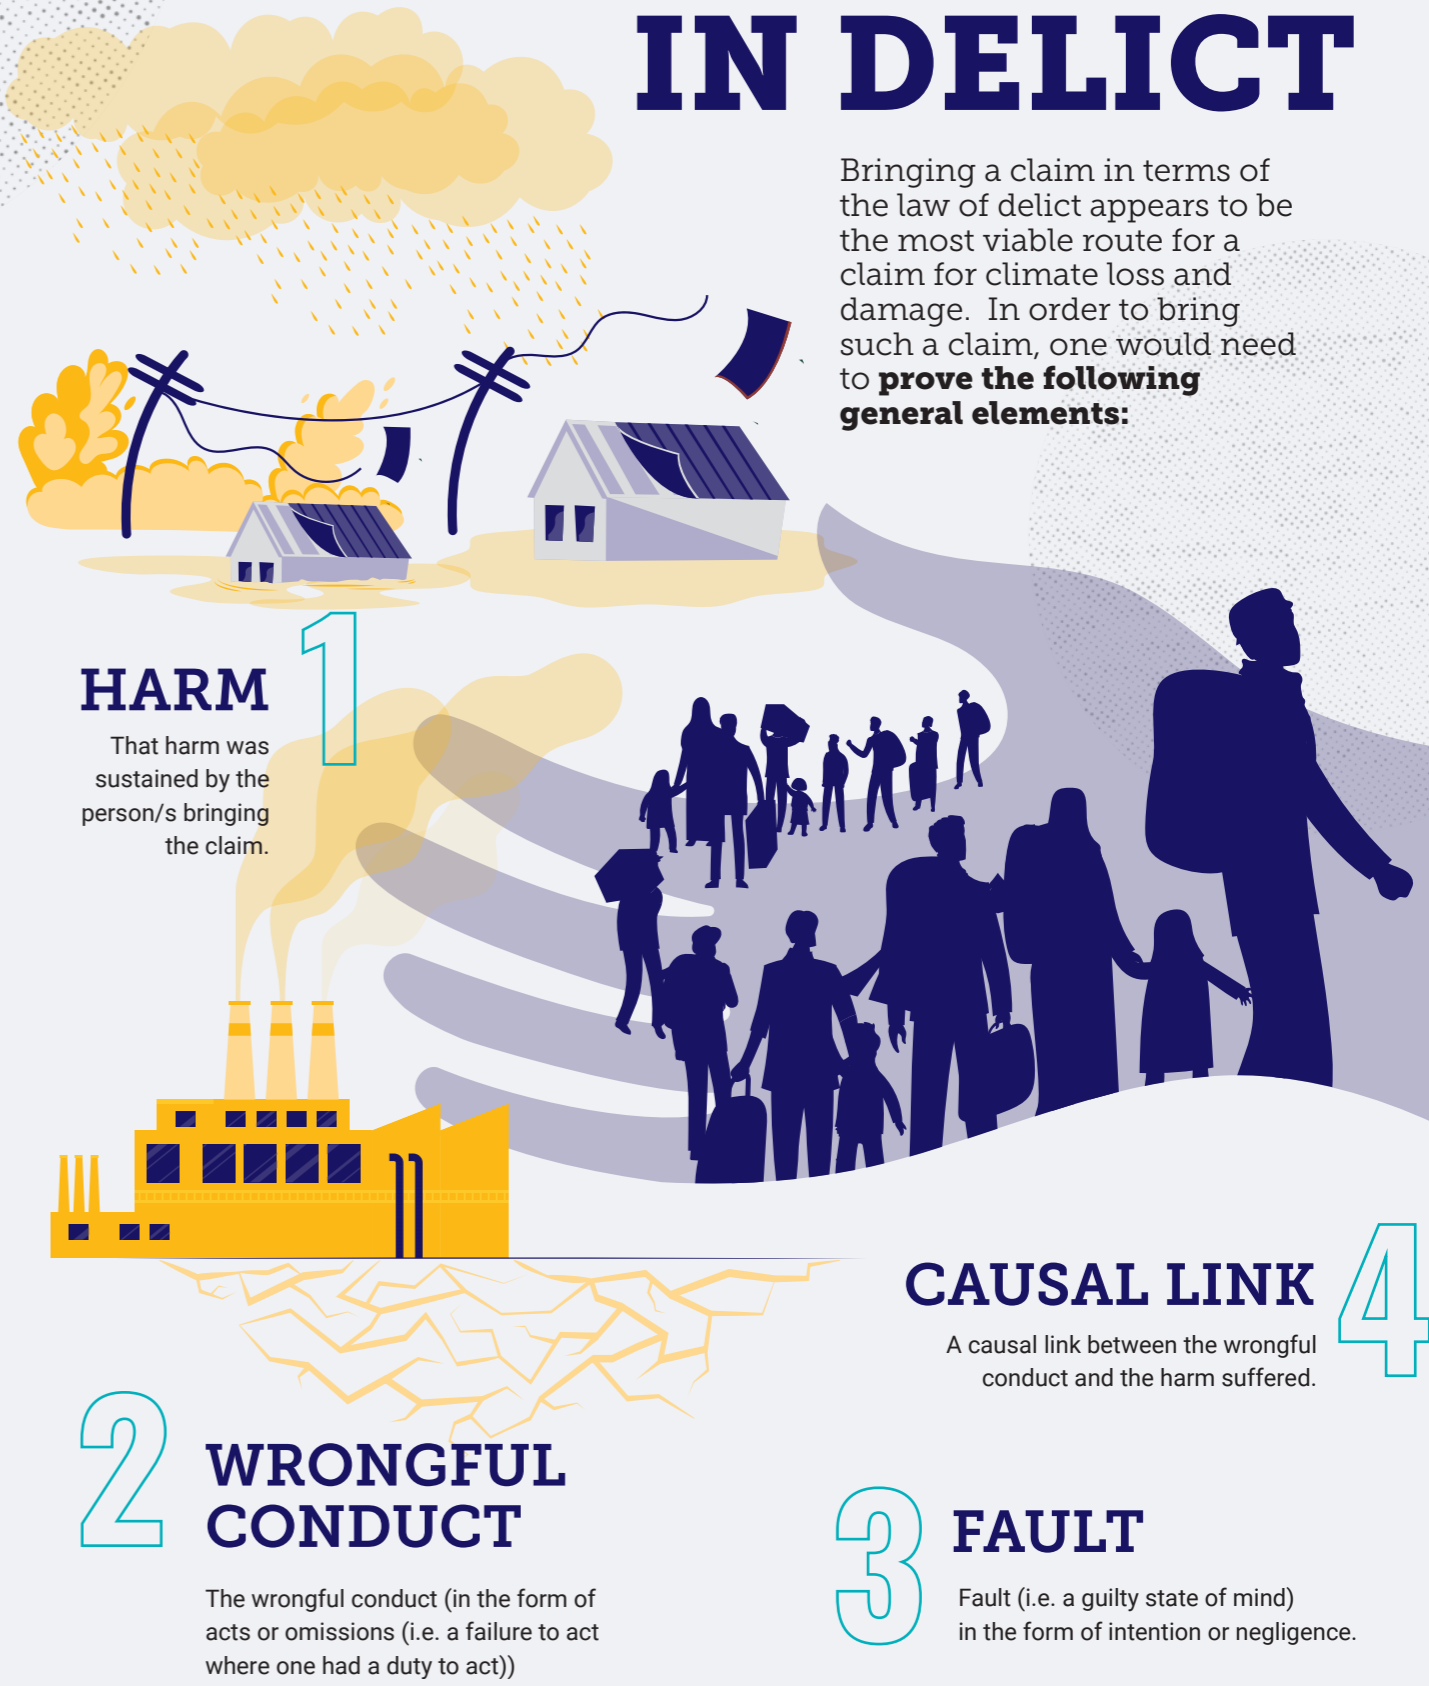 IN DELICT
Bringing a claim in terms of
the law of delict appears to be
the most viable route for a
claim for climate loss and
damage.  In order to bring
such a claim, one would need
to prove the following
general elements:
1
HARM
That harm was
sustained by the
person/s bringing
the claim.
2
WRONGFUL
CONDUCT
The wrongful conduct (in the form of
acts or omissions (i.e. a failure to act
where one had a duty to act))
3
FAULT
Fault (i.e. a guilty state of mind)
in the form of intention or negligence.
4
CAUSAL LINK
A causal link between the wrongful
conduct and the harm suffered.